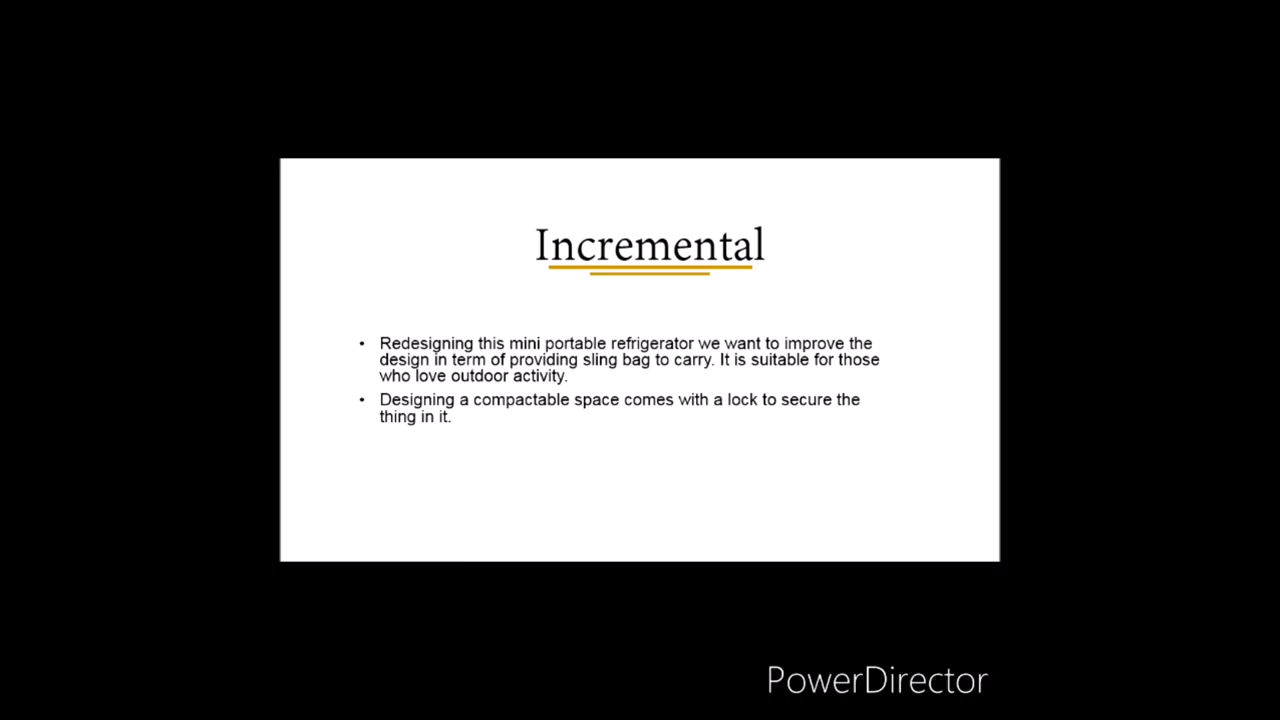 Incremental
• Redesigning this mini portable refrigerator we want to improve the
design in term of providing sling bag to carry. It is suitable for those
who love outdoor activity.
• Designing a compactable space comes with a lock to secure the
thing in it.
PowerDirector